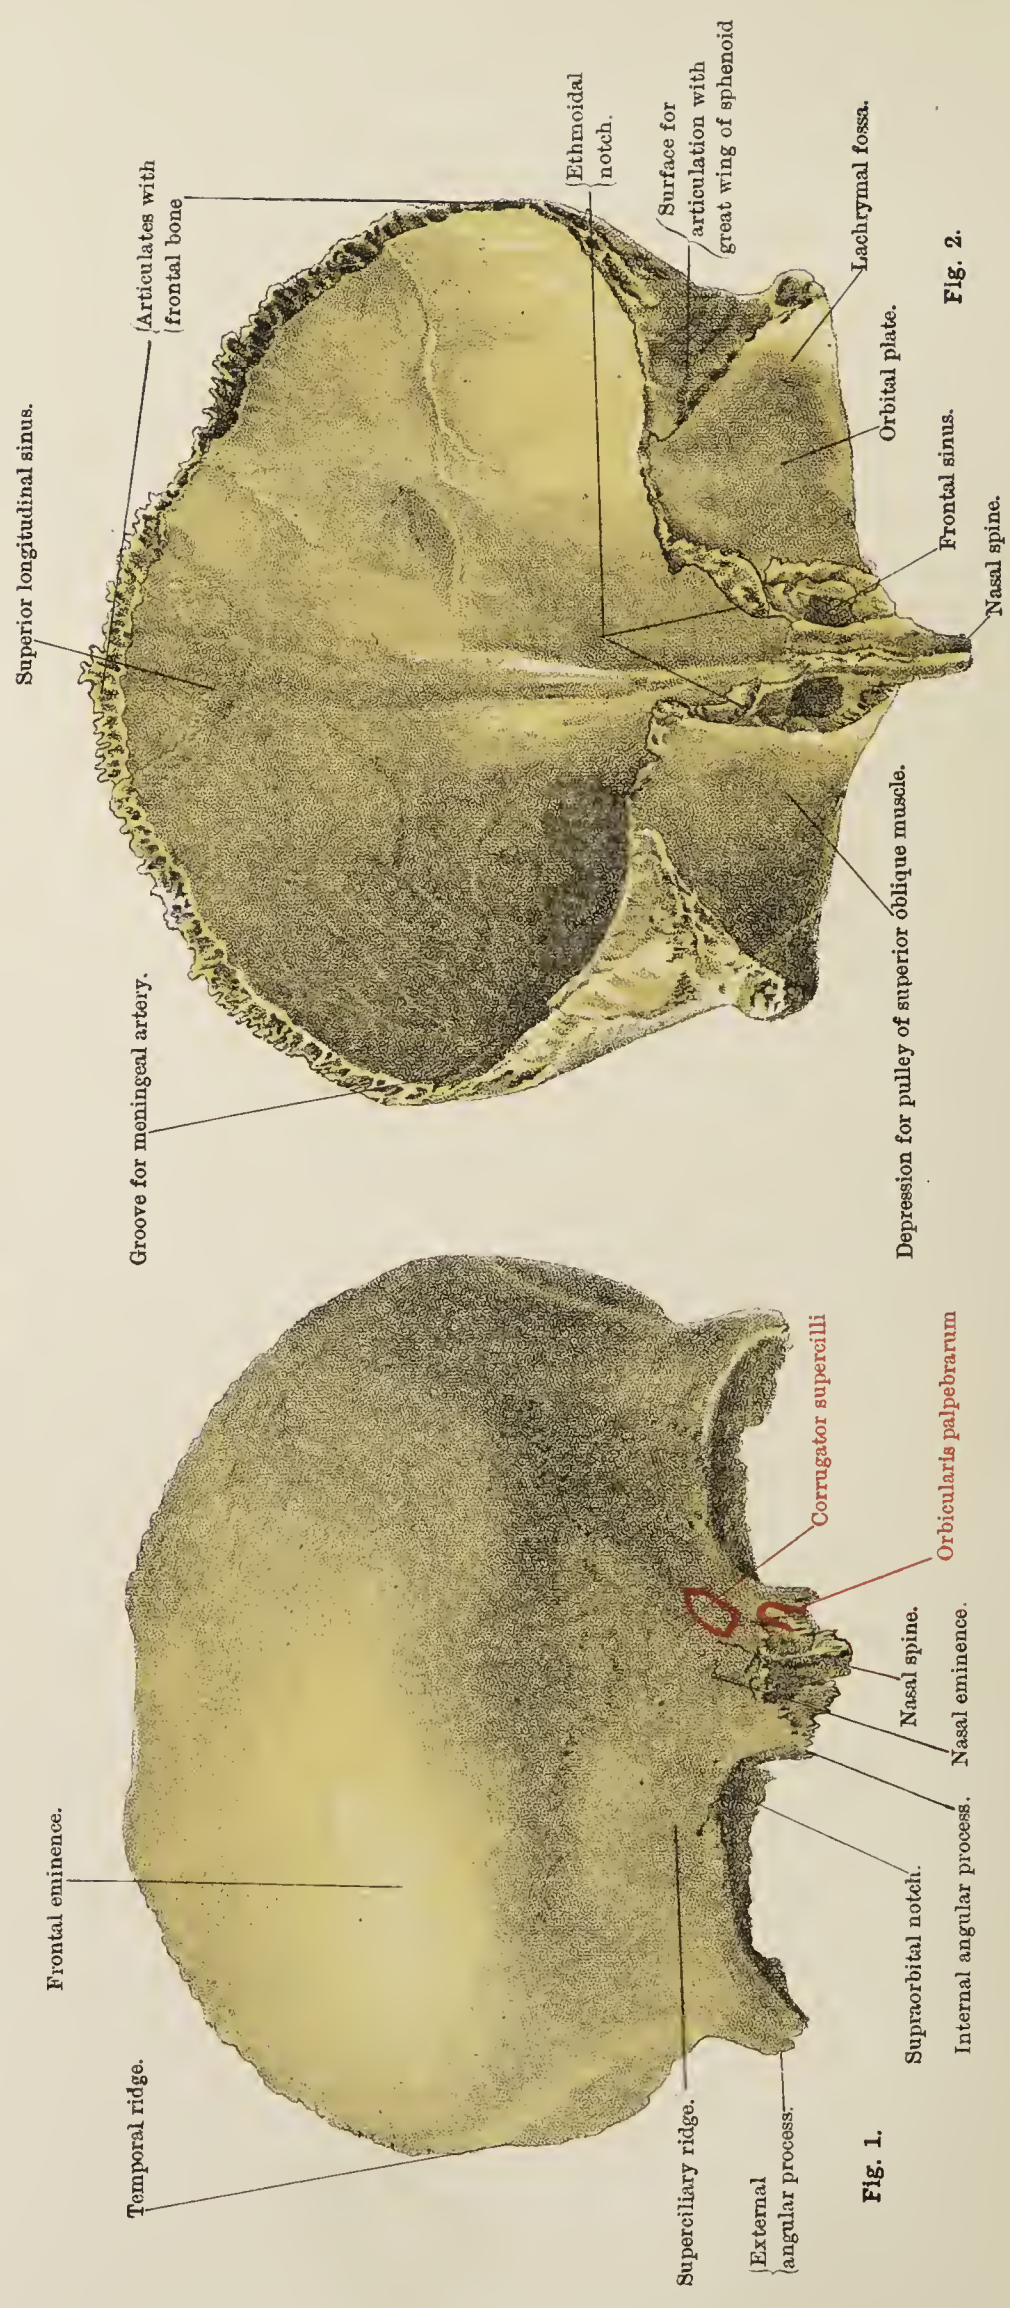 Temporal ridge.
Frontal eminence.
Superciliary ridge.
External
angular process.
Fig. 1.
Supraorbital notch.
Internal angular process.
Nasal eminence.
Nasal spine.
Orbicularis palpebrarum
Corrugator supercilli
Groove for meningeal artery.
Superior longitudinal sinus.
Articulates with
frontal bone
Ethmoidal
notch.
Surface for
articulation with
great wing of sphenoid
Lachrymal fossa.
Orbital plate.
Frontal sinus.
Nasal spine.
Depression for pulley of superior oblique muscle.
Fig. 2.